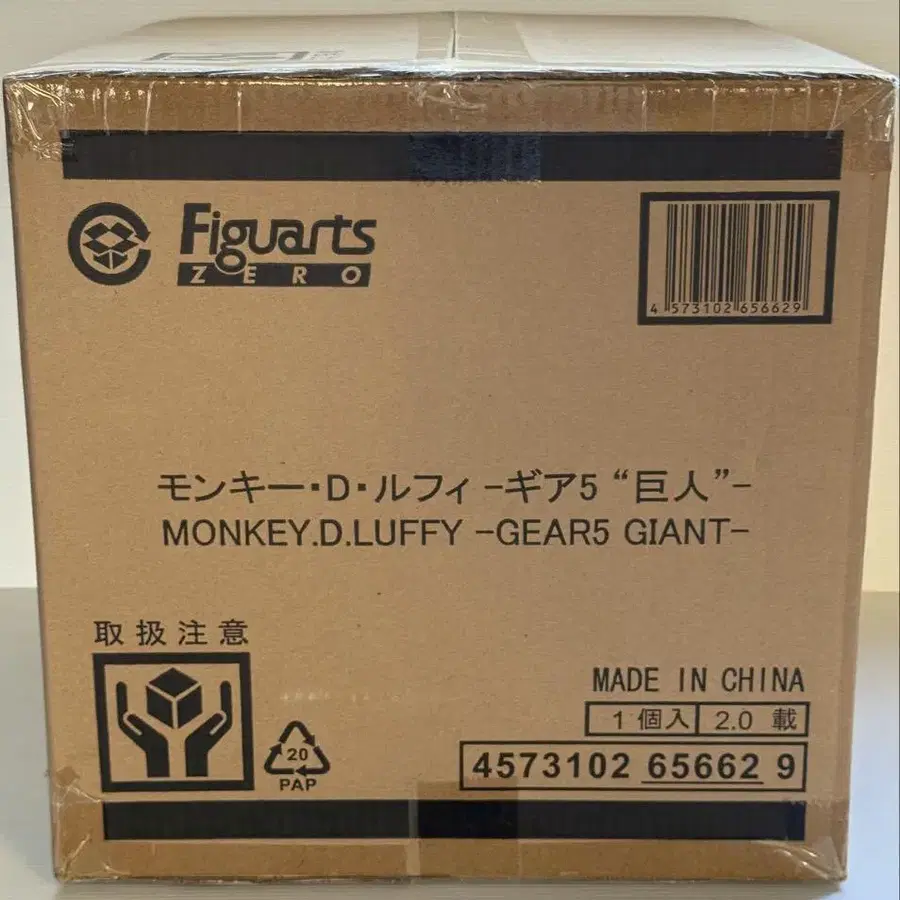 Figuarts
ZERO
4 573102 656629
モンキー・D・ルフィ -ギア5 “巨人”-
MONKEY.D.LUFFY -GEAR5 GIANT-
取扱注意
MADE IN CHINA
1個入 2.0 載
20
PAP
4573102 65662 9